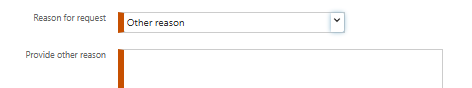 Reason for request
Other reason
Provide other reason